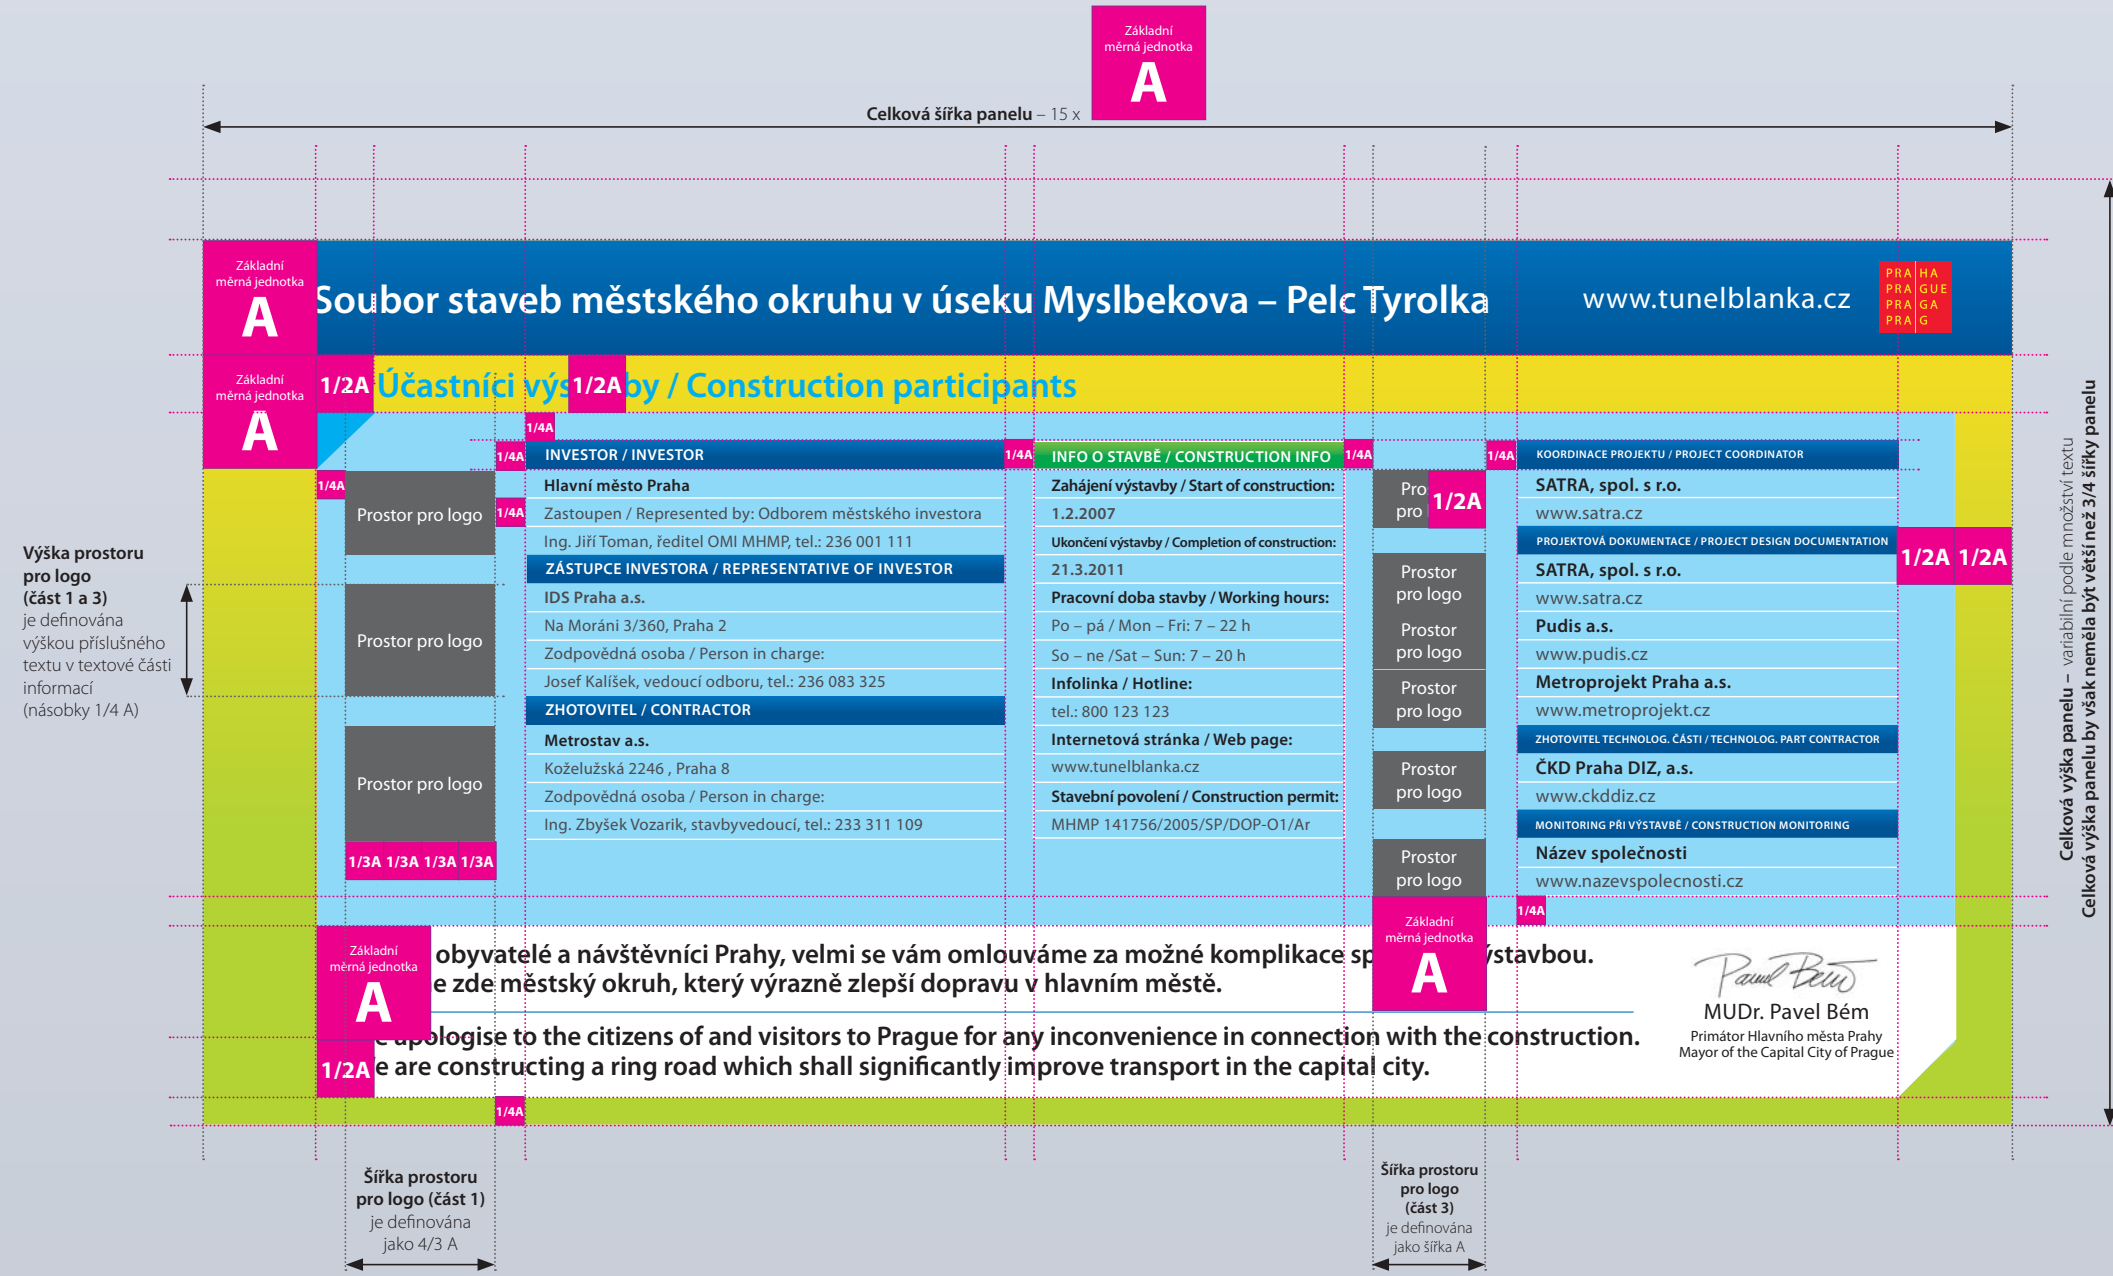 Základní
měrná jednotka
A
Celková šířka panelu – 15 x
Základní
měrná jednotka
A
Soubor staveb městského okruhu v úseku Myslbekova – Pelc Tyrolka
www.tunelblanka.cz
PRA HA
PRA GUE
PRA GA
PRA G
Základní
měrná jednotka
A
1/2A
Účastníci výs
1/2A
by / Construction participants
1/4A
1/4A
INVESTOR / INVESTOR
1/4A
Prostor pro logo
Hlavní město Praha
1/4A
Zastoupen / Represented by: Odborem městského investora
Ing. Jiří Toman, ředitel OMI MHMP, tel.: 236 001 111
ZÁSTUPCE INVESTORA / REPRESENTATIVE OF INVESTOR
Prostor pro logo
IDS Praha a.s.
Na Moráni 3/360, Praha 2
Zodpovědná osoba / Person in charge:
Josef Kalíšek, vedoucí odboru, tel.: 236 083 325
ZHOTOVITEL / CONTRACTOR
Prostor pro logo
Metrostav a.s.
Koželužská 2246 , Praha 8
Zodpovědná osoba / Person in charge:
Ing. Zbyšek Vozarik, stavbyvedoucí, tel.: 233 311 109
1/3A 1/3A 1/3A 1/3A
1/4A
INFO O STAVBĚ / CONSTRUCTION INFO
1/4A
Zahájení výstavby / Start of construction:
1.2.2007
Ukončení výstavby / Completion of construction:
21.3.2011
Pracovní doba stavby / Working hours:
Po – pá / Mon – Fri: 7 – 22 h
So – ne /Sat – Sun: 7 – 20 h
Infolinka / Hotline:
tel.: 800 123 123
Internetová stránka / Web page:
www.tunelblanka.cz
Stavební povolení / Construction permit:
MHMP 141756/2005/SP/DOP-O1/Ar
Pro
pro
1/2A
Prostor
pro logo
Prostor
pro logo
Prostor
pro logo
Prostor
pro logo
Prostor
pro logo
1/4A
KOORDINACE PROJEKTU / PROJECT COORDINATOR
SATRA, spol. s r.o.
www.satra.cz
PROJEKTOVÁ DOKUMENTACE / PROJECT DESIGN DOCUMENTATION
SATRA, spol. s r.o.
www.satra.cz
Pudis a.s.
www.pudis.cz
Metroprojekt Praha a.s.
www.metroprojekt.cz
ZHOTOVITEL TECHNOLOG. ČÁSTI / TECHNOLOG. PART CONTRACTOR
ČKD Praha DIZ, a.s.
www.ckddiz.cz
MONITORING PŘI VÝSTAVBĚ / CONSTRUCTION MONITORING
Název společnosti
www.nazevspolecnosti.cz
1/2A 1/2A
1/4A
Základní
měrná jednotka
A
Základní
měrná jednotka
A
obyvatelé a návštěvníci Prahy, velmi se vám omlouváme za možné komplikace sp ýstavbou.
e zde městský okruh, který výrazně zlepší dopravu v hlavním městě.
e apologise to the citizens of and visitors to Prague for any inconvenience in connection with the construction.
1/2A
e are constructing a ring road which shall significantly improve transport in the capital city.
Pavel Bém
MUDr. Pavel Bém
Primátor Hlavního města Prahy
Mayor of the Capital City of Prague
1/4A
Výška prostoru
pro logo
(část 1 a 3)
je definována
výškou příslušného
textu v textové části
informací
(násobky 1/4 A)
Šířka prostoru
pro logo (část 1)
je definována
jako 4/3 A
Šířka prostoru
pro logo
(část 3)
je definována
jako šířka A
Celková výška panelu – variabilní podle množství textu
Celková výška panelu by však neměla být větší než 3/4 šířky panelu